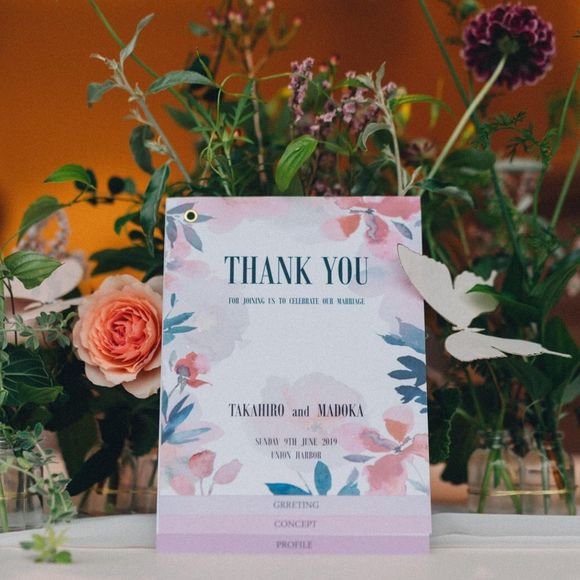 THANK YOU
FOR JOINING US TO CELEBRATE OUR MARRIAGE
TAKAHIRO and MADOKA
SUNDAY 9TH JUNE 2019
UNION HARBOR
GRREETING
CONCEPT
PROFILE